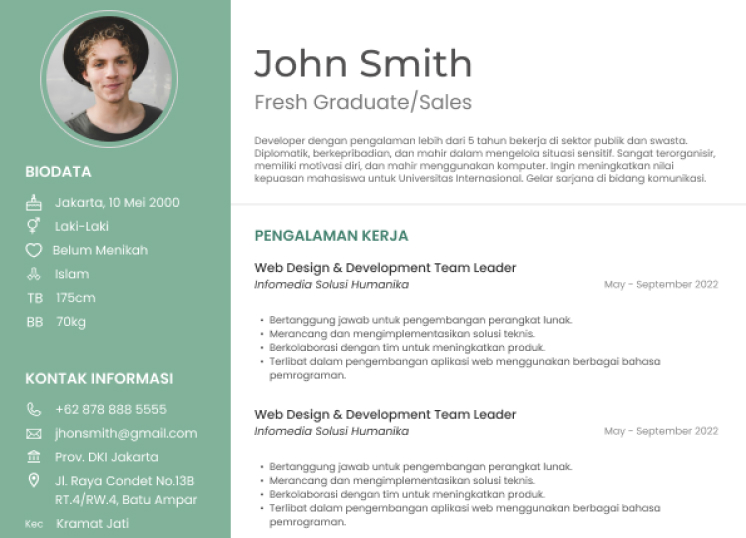 John Smith
Fresh Graduate/Sales
Developer dengan pengalaman lebih dari 5 tahun bekerja di sektor publik dan swasta.
Diplomatik, berkepribadian, dan mahir dalam mengelola situasi sensitif. Sangat terorganisir,
memiliki motivasi diri, dan mahir menggunakan komputer. Ingin meningkatkan nilai
kepuasan mahasiswa untuk Universitas Internasional. Gelar sarjana di bidang komunikasi.
BIODATA
Jakarta, 10 Mei 2000
Laki-Laki
Belum Menikah
Islam
TB 175cm
BB 70kg
KONTAK INFORMASI
+62 878 888 5555
jhonsmith@gmail.com
Prov. DKI Jakarta
Jl. Raya Condet No.13B
RT.4/RW.4, Batu Ampar
Kec Kramat Jati
PENGALAMAN KERJA
Web Design & Development Team Leader
Infomedia Solusi Humanika May - September 2022
• Bertanggung jawab untuk pengembangan perangkat lunak.
• Merancang dan mengimplementasikan solusi teknis.
• Berkolaborasi dengan tim untuk meningkatkan produk.
• Terlibat dalam pengembangan aplikasi web menggunakan berbagai bahasa
pemrograman.
Web Design & Development Team Leader
Infomedia Solusi Humanika May - September 2022
• Bertanggung jawab untuk pengembangan perangkat lunak.
• Merancang dan mengimplementasikan solusi teknis.
• Berkolaborasi dengan tim untuk meningkatkan produk.
• Terlibat dalam pengembangan aplikasi web menggunakan berbagai bahasa
pemrograman.